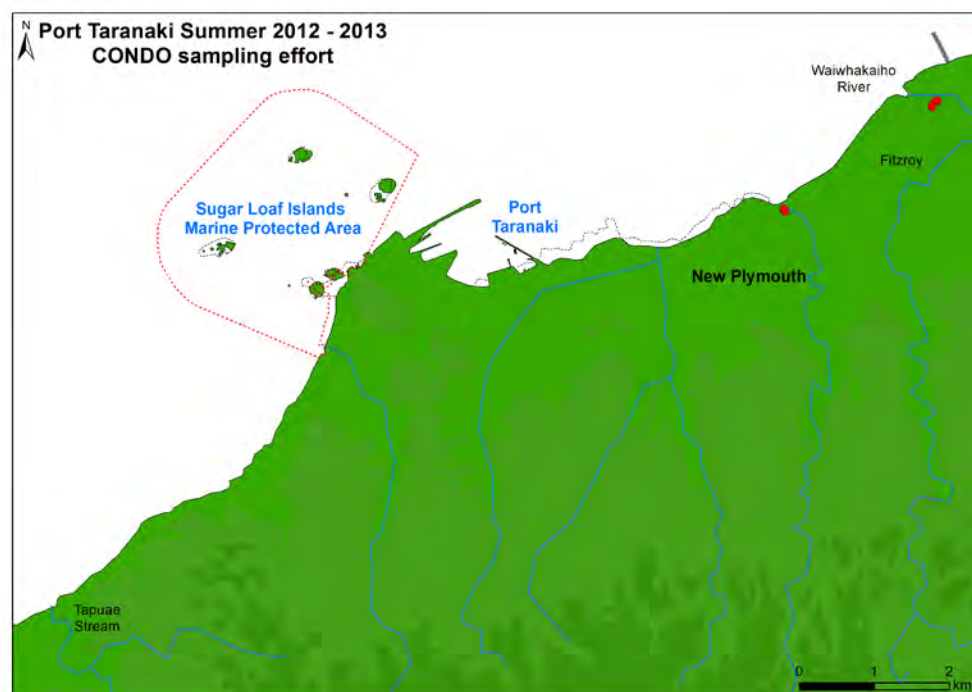 N
Port Taranaki Summer 2012 - 2013
CONDO sampling effort
Waiwhakaiho
River
Fitzroy
Sugar Loaf Islands
Marine Protected Area
Port
Taranaki
New Plymouth
Tapuae
Stream
0 1 2
km